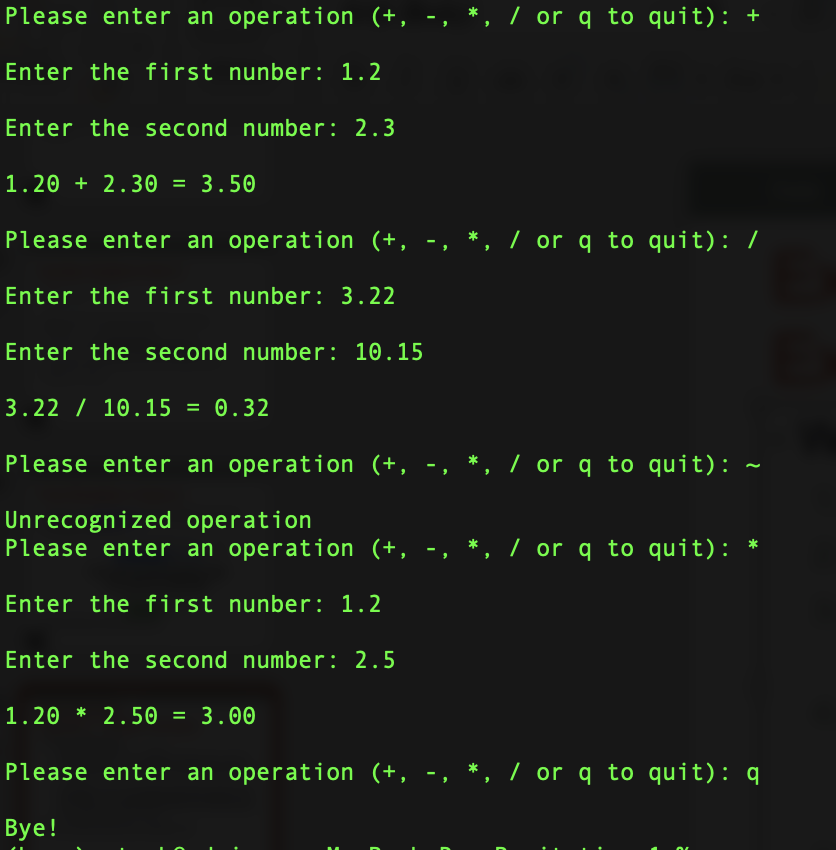 Please enter an operation (+, -, *, / or q to quit): +
Enter the first nunber: 1.2
Enter the second number: 2.3
1.20 + 2.30 = 3.50
Please enter an operation (+, -, *, / or q to quit): /
Enter the first nunber: 3.22
Enter the second number: 10.15
3.22 / 10.15 = 0.32
Please enter an operation (+, -, *, / or q to quit): ~
Unrecognized operation
Please enter an operation (+, -, *, / or q to quit): *
Enter the first nunber: 1.2
Enter the second number: 2.5
1.20 * 2.50 = 3.00
Please enter an operation (+, -, *, / or q to quit): q
Bye!